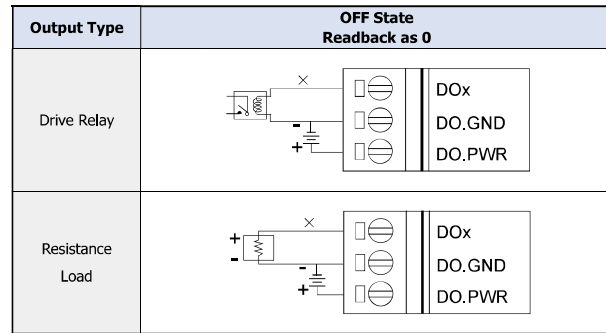 Output Type
OFF State
Readback as 0
Drive Relay
×
DOx
-
DO.GND
+
DO.PWR
Resistance
Load
×
+
DOx
-
-
DO.GND
+
DO.PWR